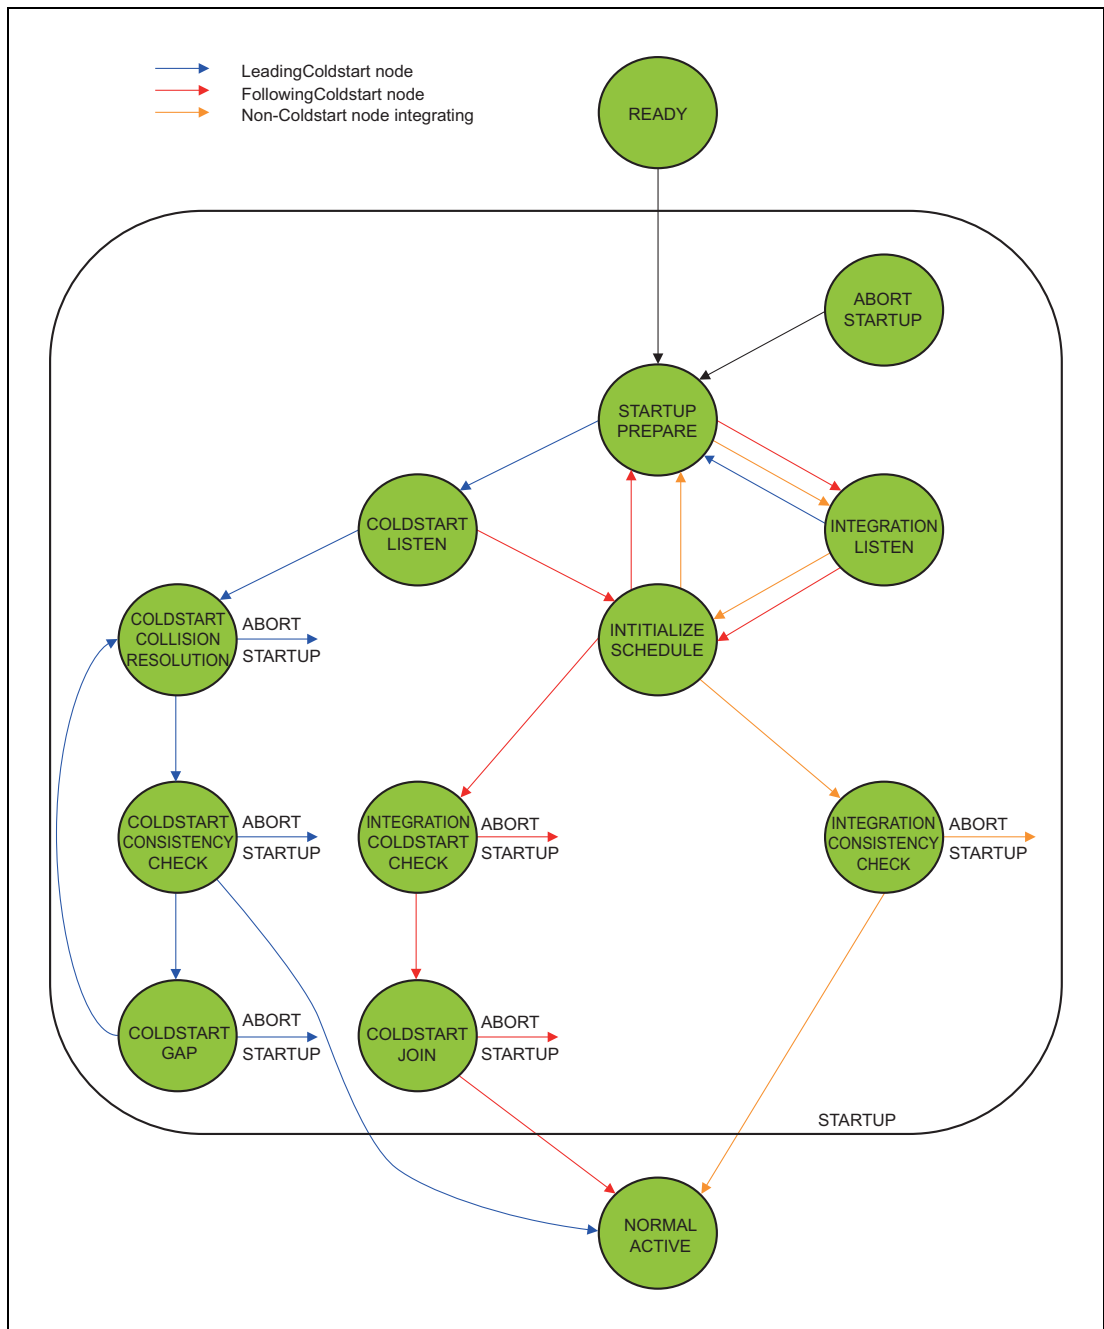 LeadingColdstart node
FollowingColdstart node
Non-Coldstart node integrating
READY
ABORT
STARTUP
STARTUP
PREPARE
COLDSTART
LISTEN
INTEGRATION
LISTEN
COLDSTART
COLLISION
RESOLUTION
ABORT
STARTUP
INTITIALIZE
SCHEDULE
COLDSTART
CONSISTENCY
CHECK
ABORT
STARTUP
INTEGRATION
COLDSTART
CHECK
ABORT
STARTUP
INTEGRATION
CONSISTENCY
CHECK
ABORT
STARTUP
COLDSTART
GAP
ABORT
STARTUP
COLDSTART
JOIN
ABORT
STARTUP
STARTUP
NORMAL
ACTIVE